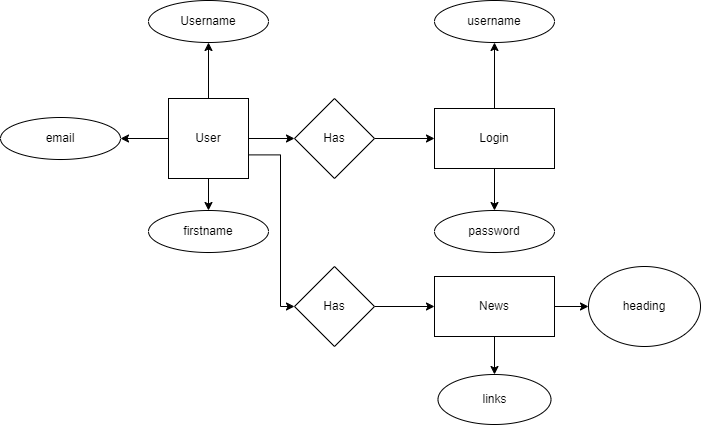 Username
username
email
User
Has
Login
firstname
password
Has
News
heading
links